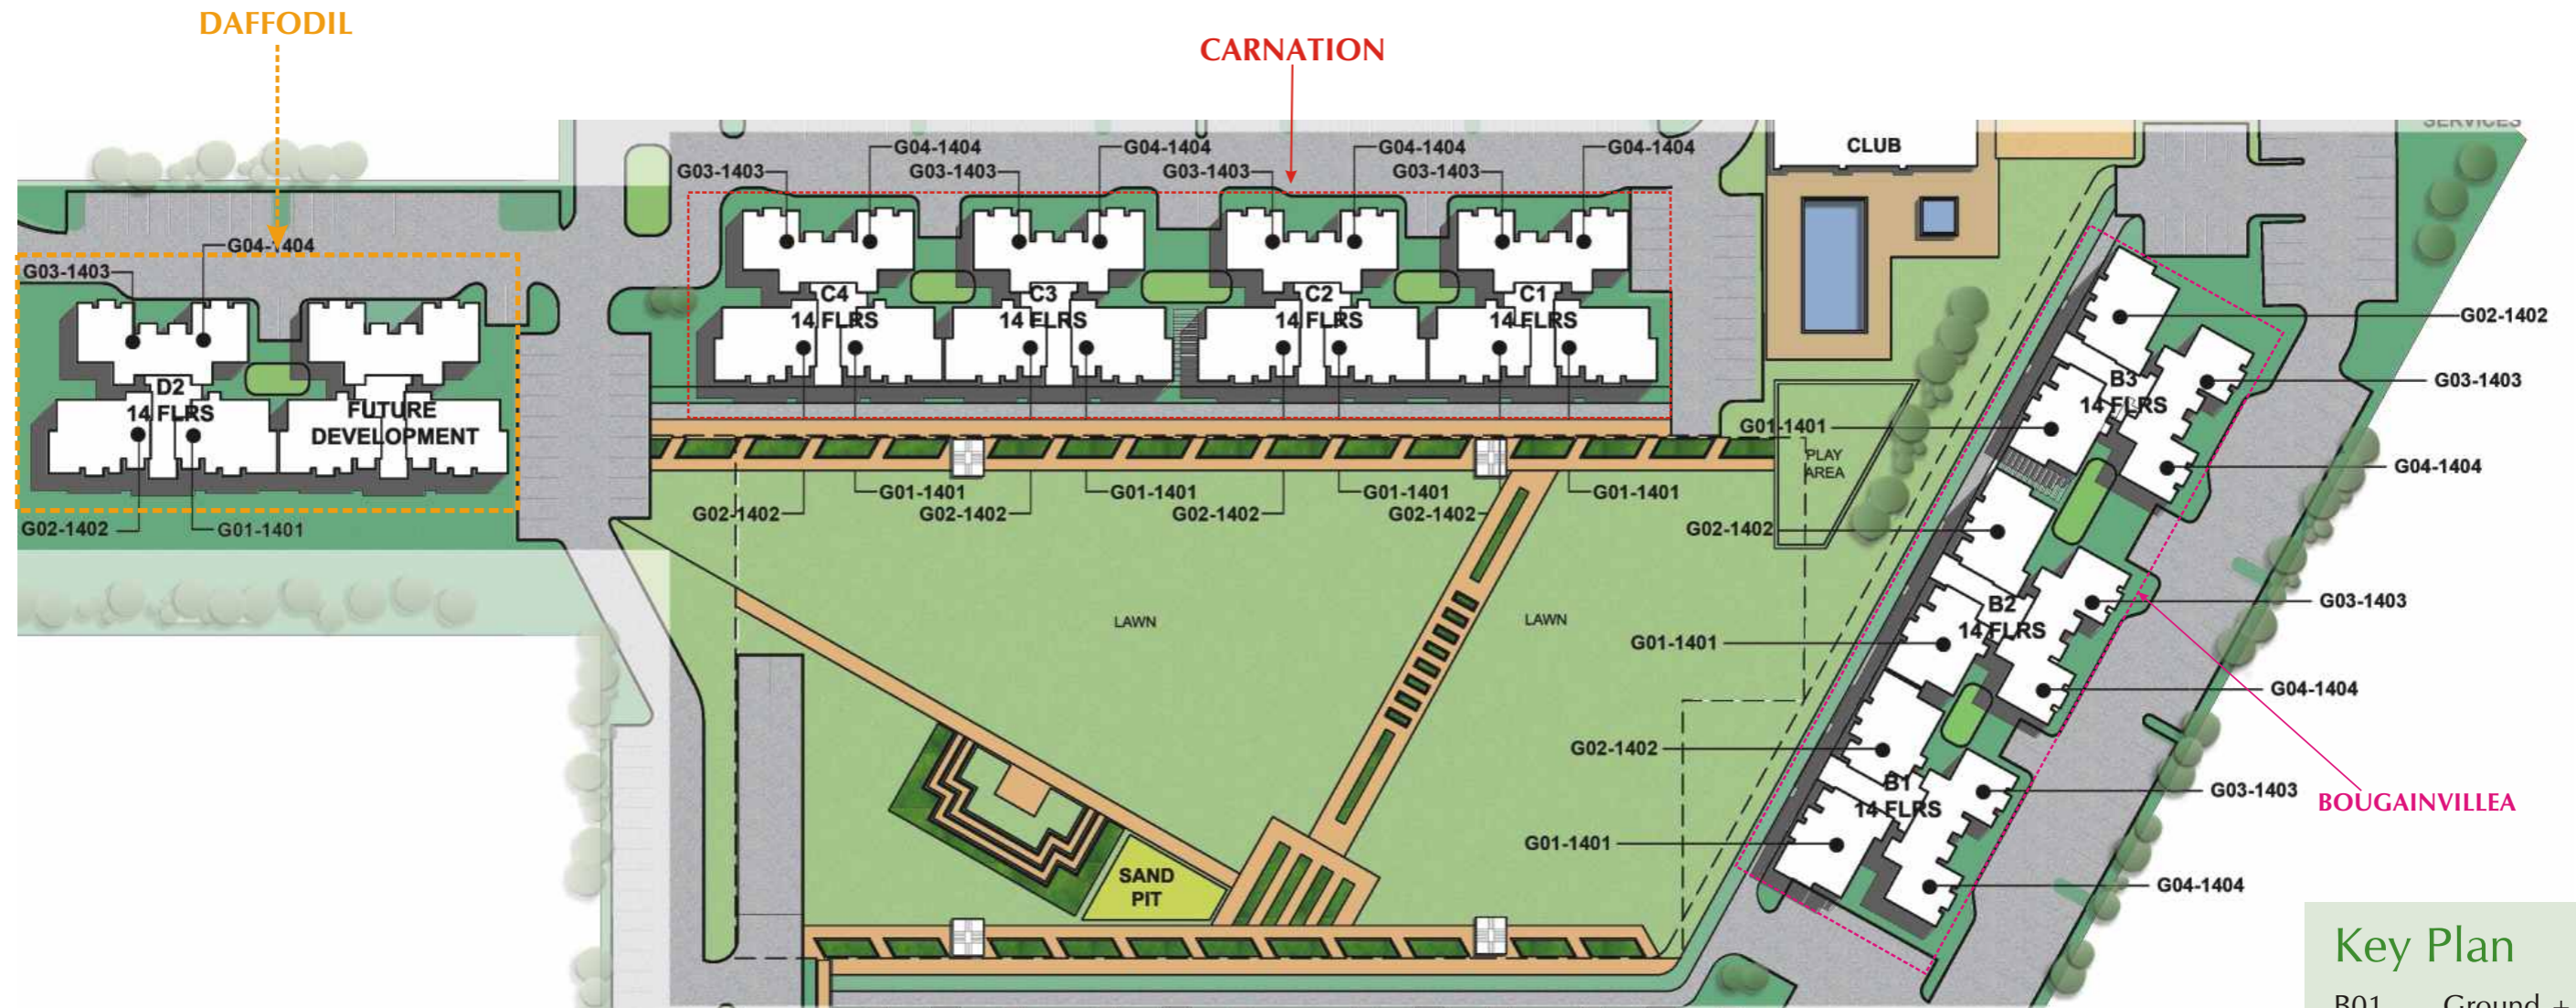 DAFFODIL
CARNATION
SERVICES
CLUB
G04-1404
G04-1404
G04-1404
G04-1404
G03-1403
G03-1403
G03-1403
G03-1403
G04-1404
G03-1403
C4
14 FLRS
C3
14 FLRS
C2
14 FLRS
C1
14 FLRS
G02-1402
B3
14 FLRS
G03-1403
D2
14 FLRS
FUTURE
DEVELOPMENT
G01-1401
PLAY
AREA
G04-1404
G01-1401
G01-1401
G01-1401
G01-1401
G02-1402
G02-1402
G02-1402
G02-1402
G02-1402
G01-1401
G02-1402
G03-1403
B2
14 FLRS
LAWN
LAWN
G01-1401
G04-1404
G02-1402
B1
14 FLRS
G03-1403
BOUGAINVILLEA
G01-1401
SAND
PIT
G04-1404
Key Plan
B01 Ground +